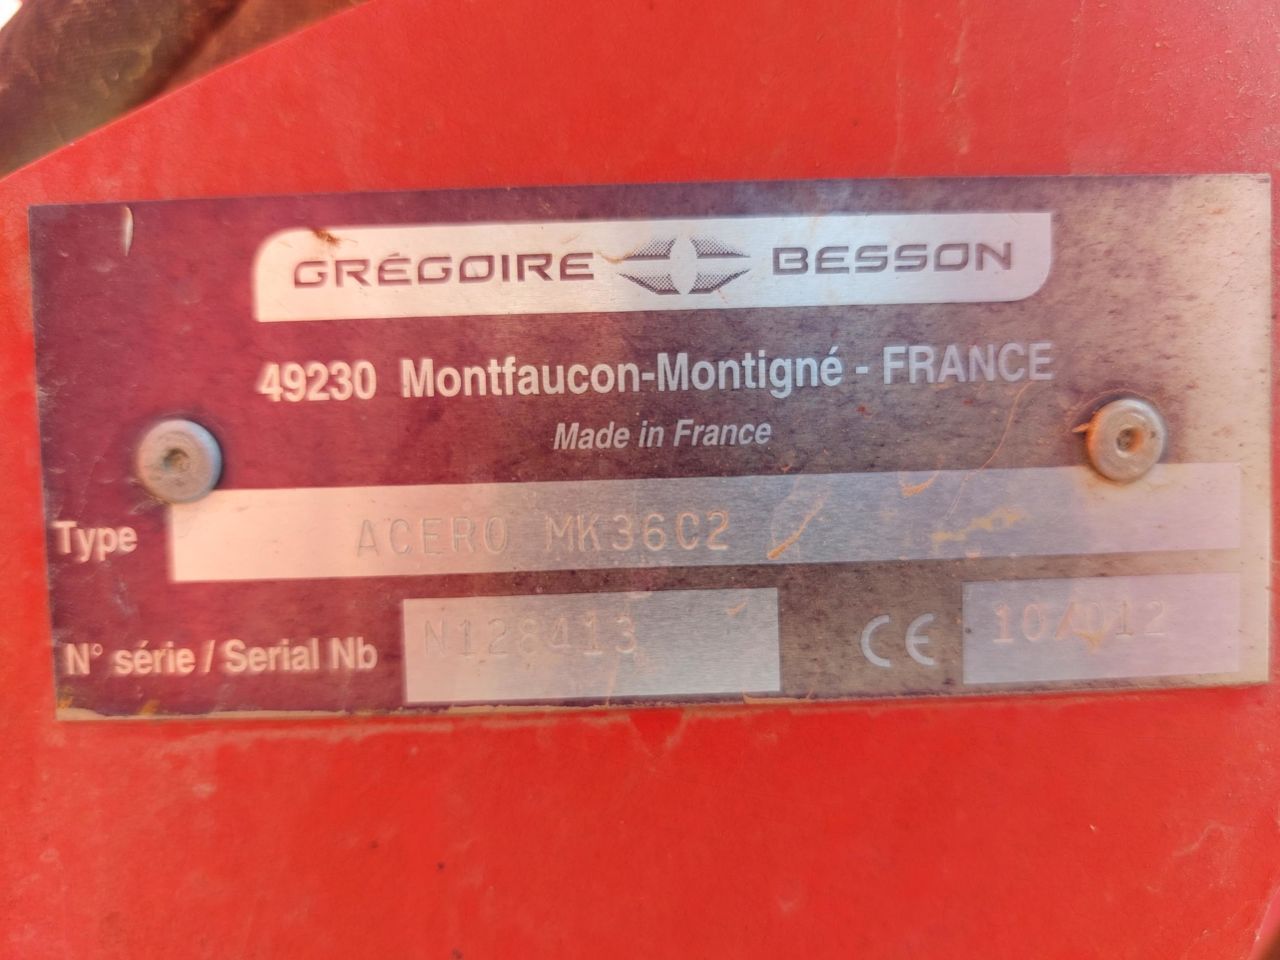 GRÉGOIRE BESSON
49230 Montfaucon-Montigné - FRANCE
Made in France
Type ACERO MK36C2
N° série / Serial Nb N128413 CE 10/012